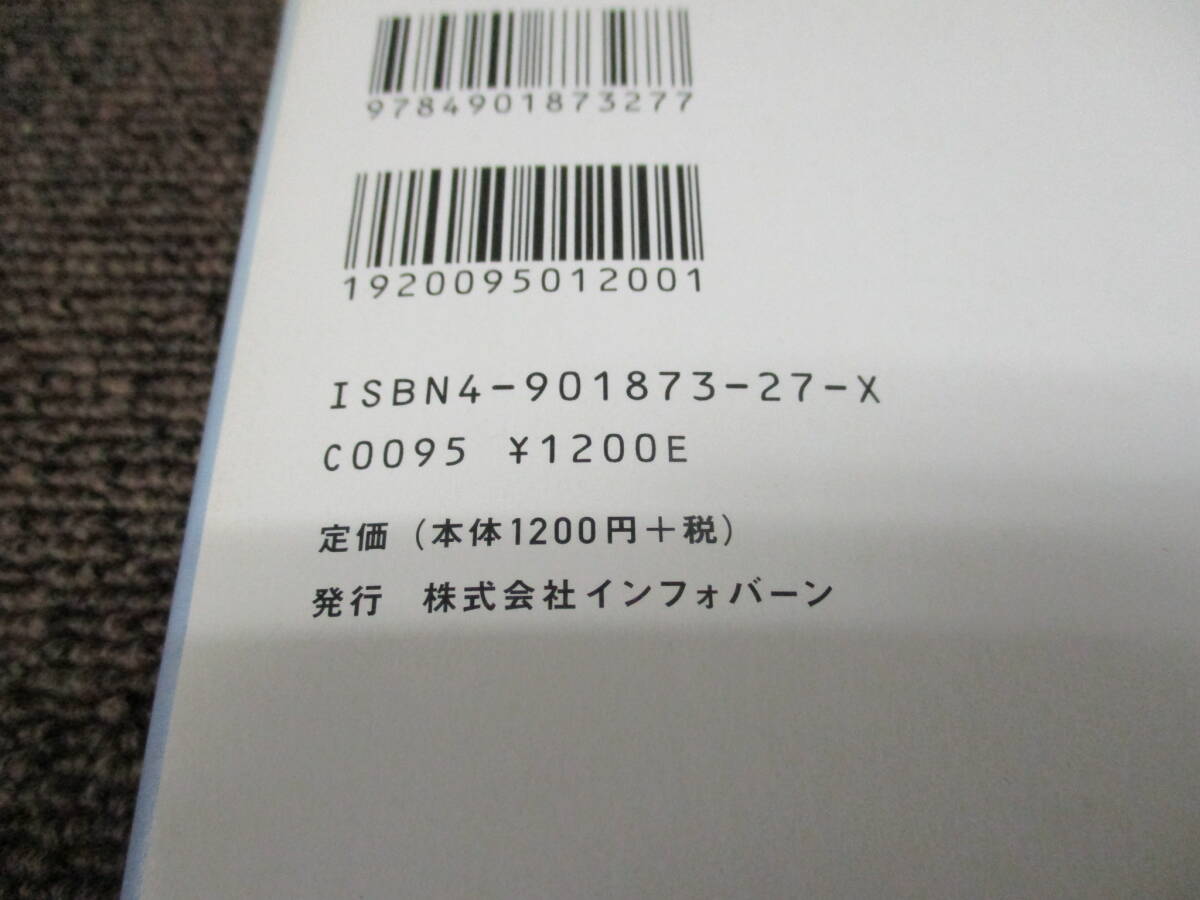 9784901873277
1920095012001
ISBN4-901873-27-X
C0095 ¥1200E
定価（本体1200円＋税）
発行　株式会社インフォバーン